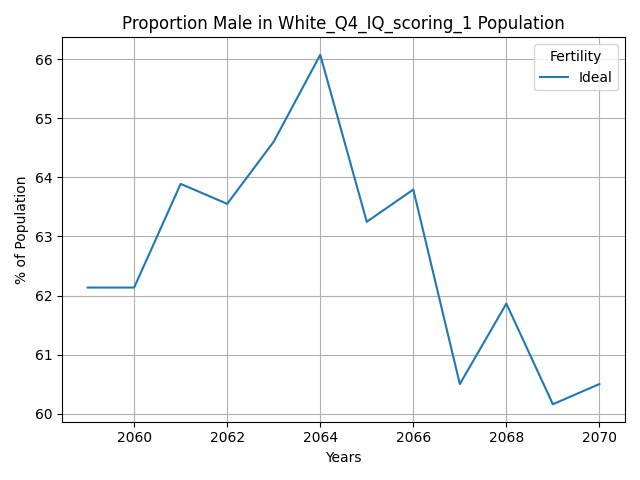 Proportion Male in White_Q4_IQ_scoring_1 Population
Fertility
Ideal
% of Population
66
65
64
63
62
61
60
2060 2062 2064 2066 2068 2070
Years